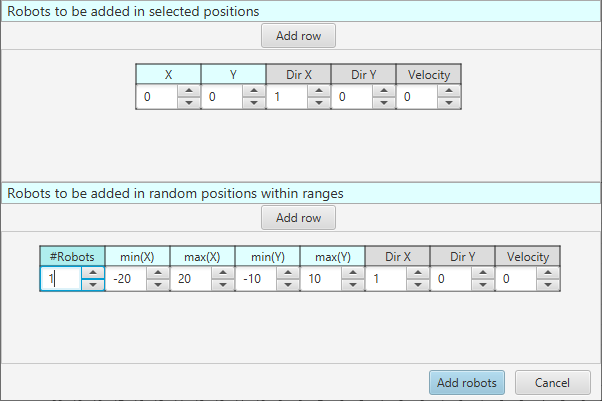 Robots to be added in selected positions
Add row
X Y Dir X Dir Y Velocity
0 0 1 0 0
Robots to be added in random positions within ranges
Add row
#Robots min(X) max(X) min(Y) max(Y) Dir X Dir Y Velocity
1 -20 20 -10 10 1 0 0
Add robots Cancel